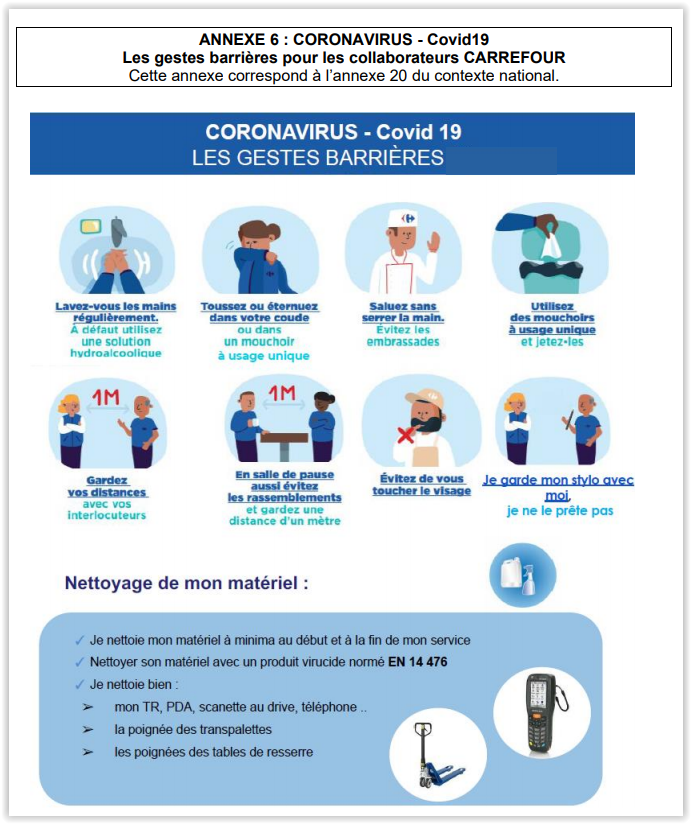 ANNEXE 6 : CORONAVIRUS - Covid19
Les gestes barrières pour les collaborateurs CARREFOUR
Cette annexe correspond à l'annexe 20 du contexte national.
CORONAVIRUS - Covid 19
LES GESTES BARRIÈRES
Lavez-vous les mains
régulièrement.
À défaut utilisez
une solution
hydroalcoolique
Toussez ou éternuez
dans votre coude
ou dans
un mouchoir
à usage unique
Saluez sans
serrer la main.
Évitez les
embrassades
Utilisez
des mouchoirs
à usage unique
et jetez-les
1M
Gardez
vos distances
avec vos
interlocuteurs
1M
En salle de pause
aussi évitez
les rassemblements
et gardez une
distance d'un mètre
Évitez de vous
toucher le visage
Je garde mon stylo avec
moi,
je ne le prête pas
Nettoyage de mon matériel :
✓ Je nettoie mon matériel à minima au début et à la fin de mon service
✓ Nettoyer son matériel avec un produit virucide normé EN 14 476
✓ Je nettoie bien :
➢ mon TR, PDA, scanette au drive, téléphone ..
➢ la poignée des transpalettes
➢ les poignées des tables de resserre